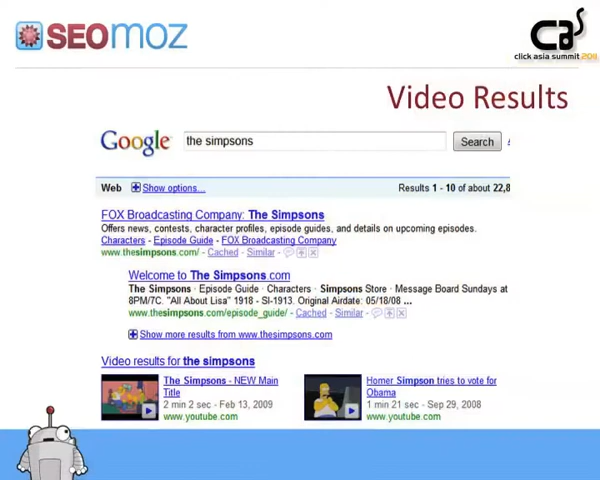 SEOmoz
cas
click asia summit 2011
Video Results
Google
the simpsons
Search
Web
Show options...
Results 1 - 10 of about 22,8
FOX Broadcasting Company: The Simpsons
Offers news, contests, character profiles, episode guides, and details on upcoming episodes.
Characters - Episode Guide - FOX Broadcasting Company
www.thesimpsons.com/ - Cached - Similar -
Welcome to The Simpsons.com
The Simpsons · Episode Guide · Characters · Simpsons Store · Message Board Sundays at
8PM/7C. "All About Lisa" 1918 - SI-1913. Original Airdate: 05/18/08 ...
www.thesimpsons.com/episode_guide/ - Cached - Similar -
Show more results from www.thesimpsons.com
Video results for the simpsons
The Simpsons - NEW Main
Title
2 min 2 sec - Feb 13, 2009
www.youtube.com
Homer Simpson tries to vote for
Obama
1 min 21 sec - Sep 29, 2008
www.youtube.com